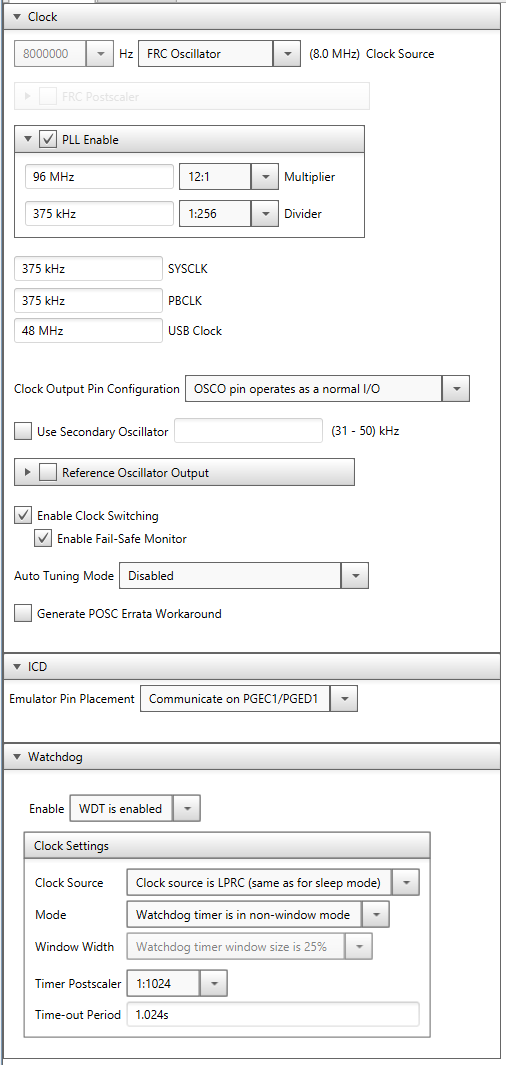 Clock
8000000 Hz FRC Oscillator (8.0 MHz) Clock Source
FRC Postscaler
PLL Enable
96 MHz 12:1 Multiplier
375 kHz 1:256 Divider
375 kHz SYSCLK
375 kHz PBCLK
48 MHz USB Clock
Clock Output Pin Configuration OSCO pin operates as a normal I/O
Use Secondary Oscillator (31 - 50) kHz
Reference Oscillator Output
Enable Clock Switching
Enable Fail-Safe Monitor
Auto Tuning Mode Disabled
Generate POSC Errata Workaround
ICD
Emulator Pin Placement Communicate on PGEC1/PGED1
Watchdog
Enable WDT is enabled
Clock Settings
Clock Source Clock source is LPRC (same as for sleep mode)
Mode Watchdog timer is in non-window mode
Window Width Watchdog timer window size is 25%
Timer Postscaler 1:1024
Time-out Period 1.024s